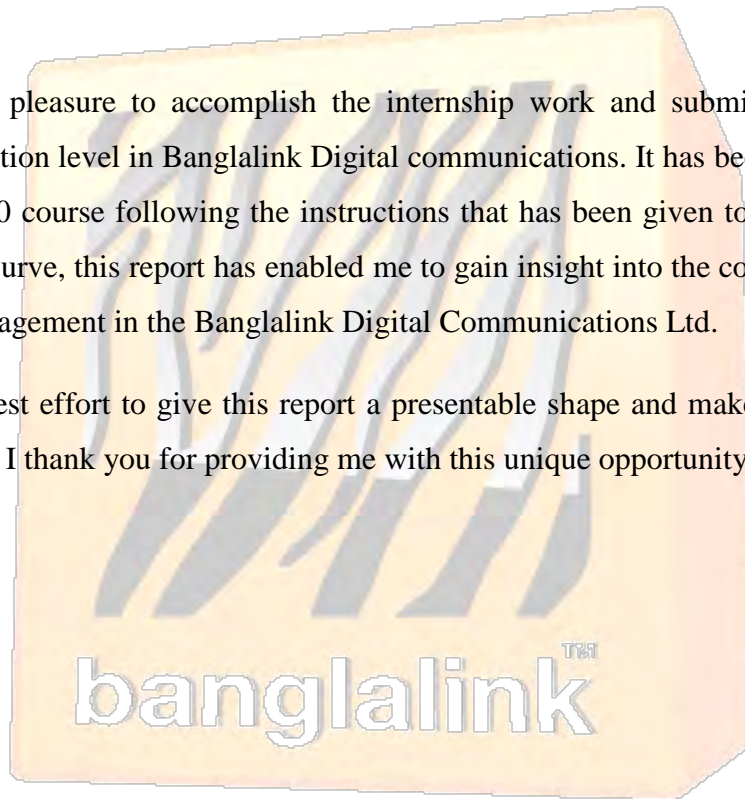 pleasure to accomplish the internship work and submi
tion level in Banglalink Digital communications. It has be
0 course following the instructions that has been given to
urve, this report has enabled me to gain insight into the co
agement in the Banglalink Digital Communications Ltd.
est effort to give this report a presentable shape and make
I thank you for providing me with this unique opportunity
banglalink™